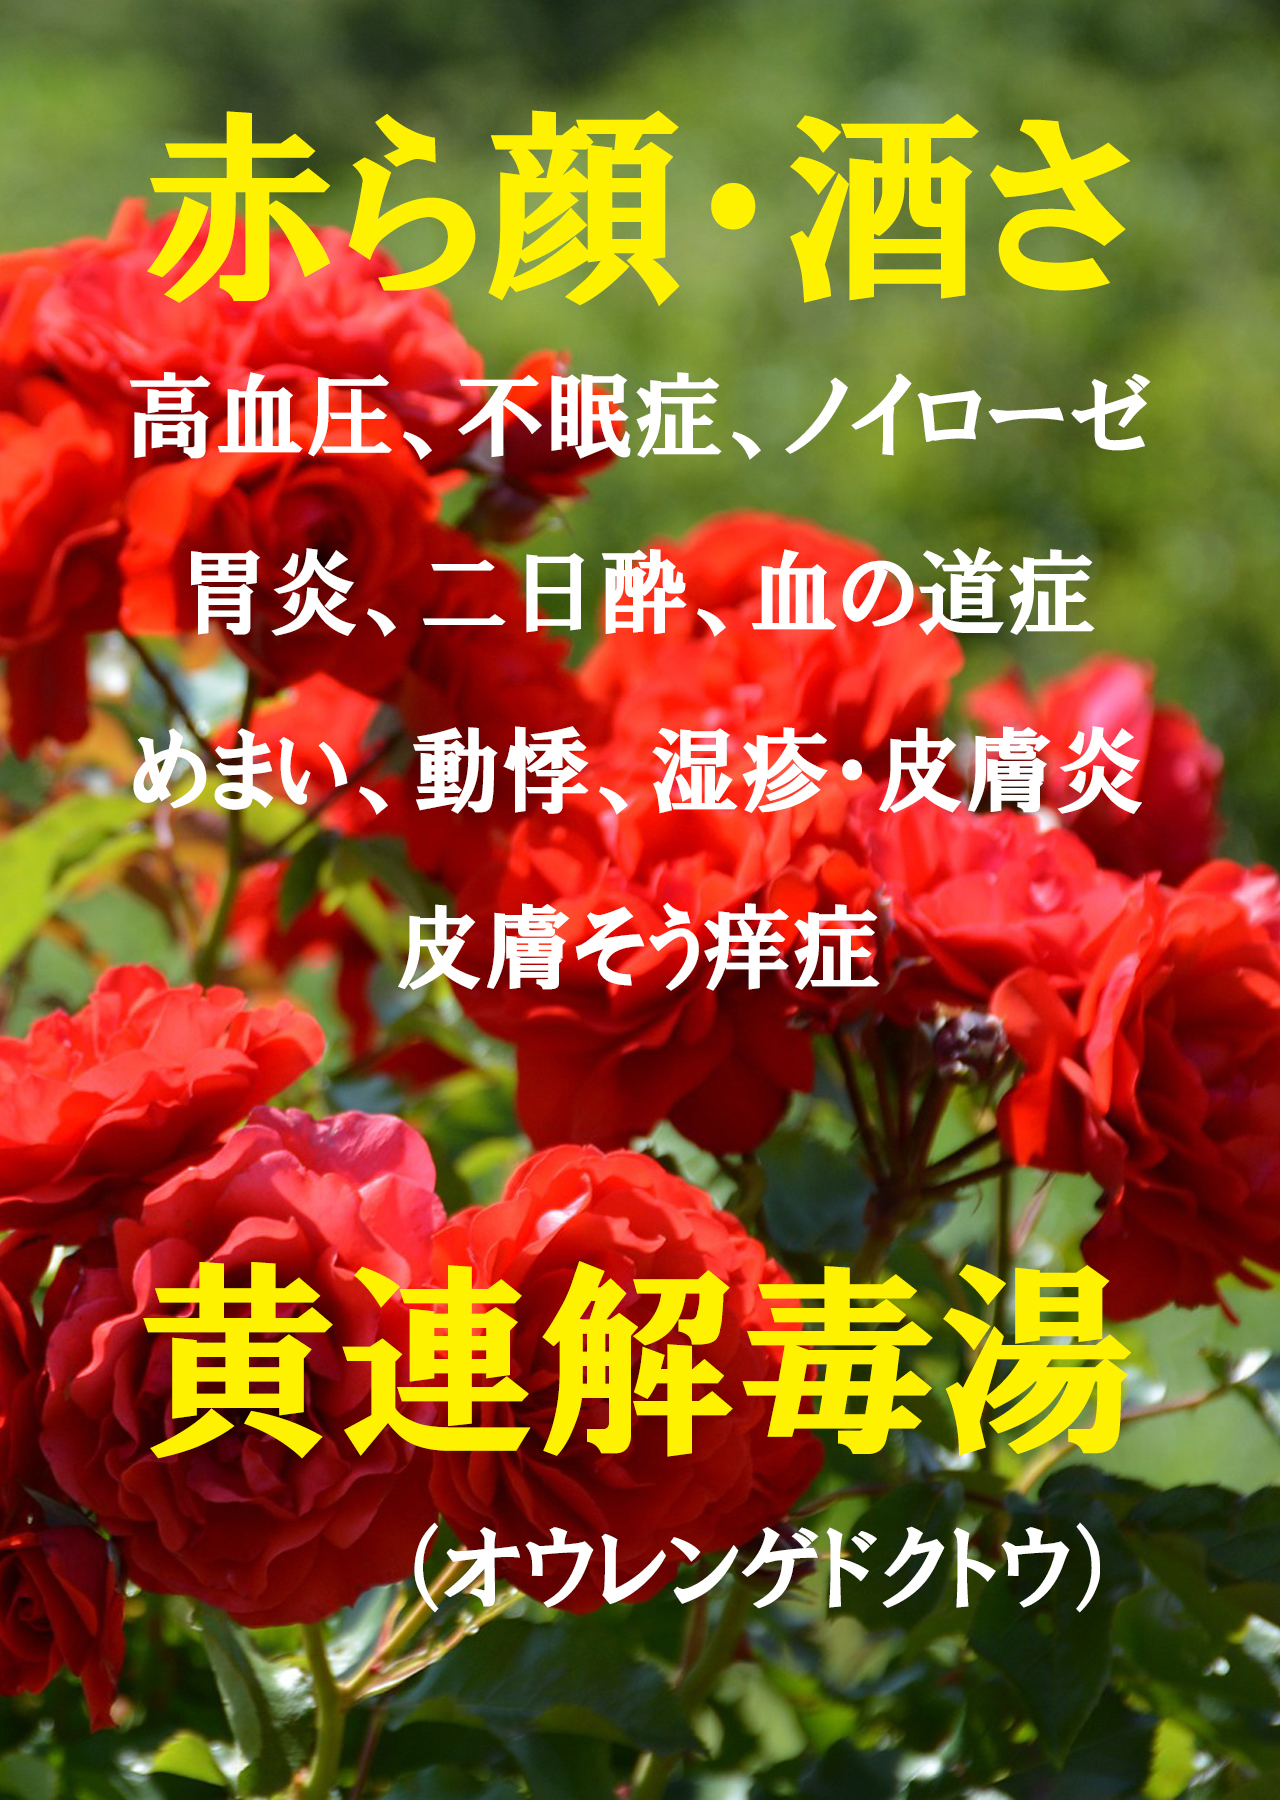 赤ら顔・酒さ
高血圧、不眠症、ノイローゼ
胃炎、二日酔、血の道症
めまい、動悸、湿疹・皮膚炎
皮膚そう痒症
黄連解毒湯
(オウレンゲドクトウ)